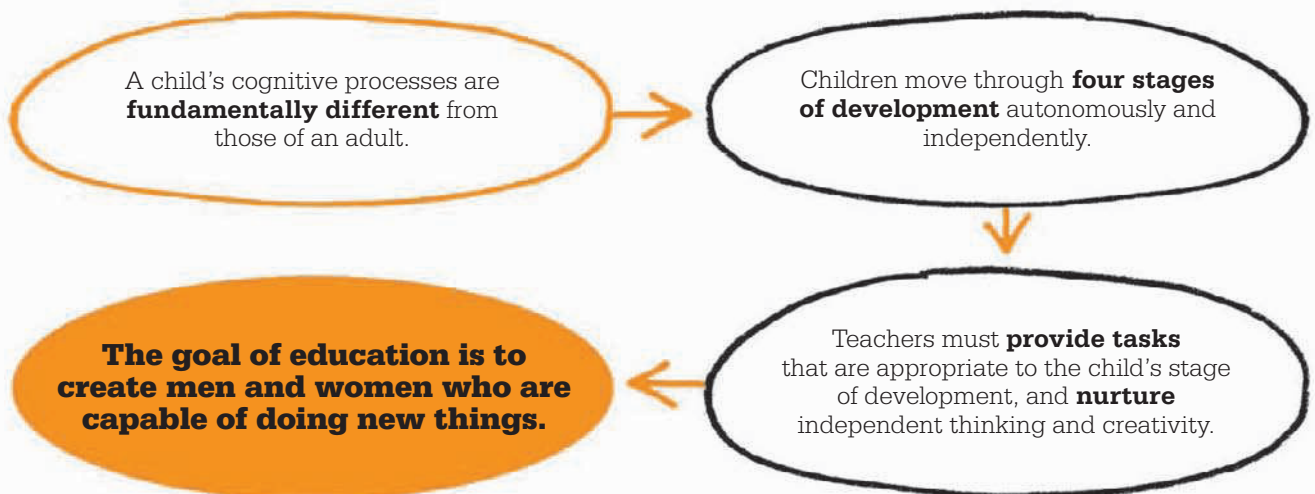 A child’s cognitive processes are
fundamentally different from
those of an adult.
Children move through four stages
of development autonomously and
independently.
Teachers must provide tasks
that are appropriate to the child’s stage
of development, and nurture
independent thinking and creativity.
The goal of education is to
create men and women who are
capable of doing new things.